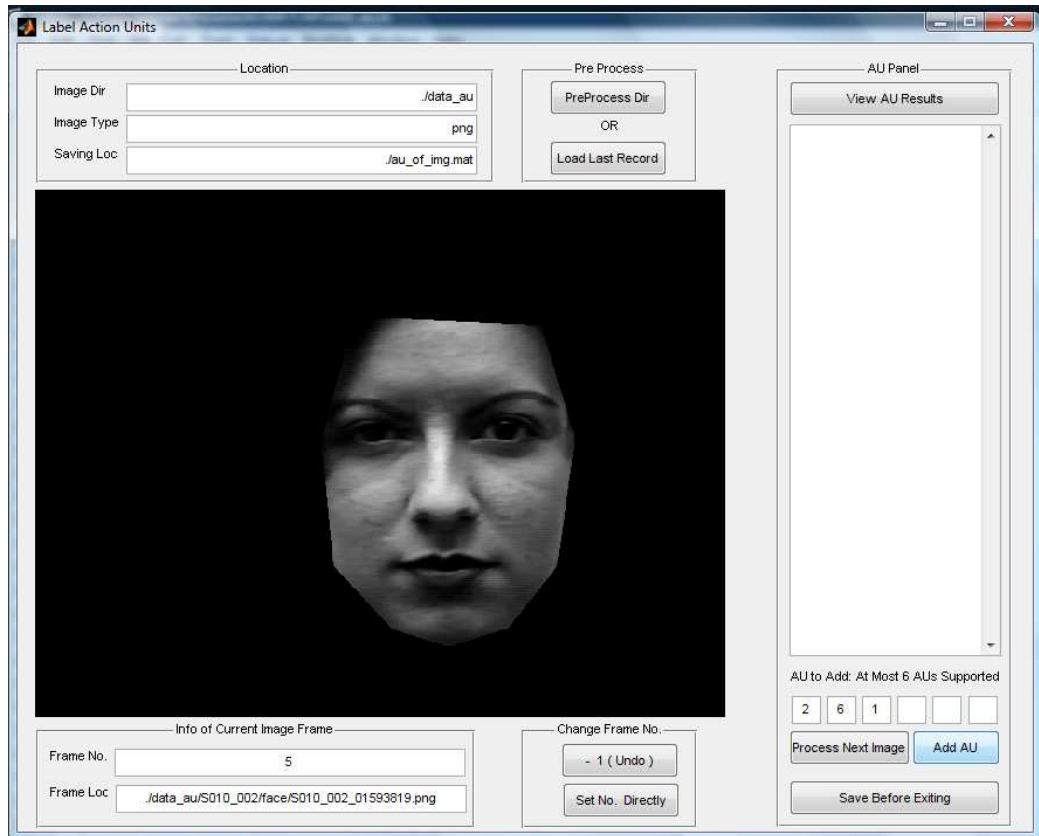 Label Action Units
Location
Image Dir
./data_au
Image Type
png
Saving Loc
./au_of_img.mat
Pre Process
PreProcess Dir
OR
Load Last Record
AU Panel
View AU Results
AU to Add: At Most 6 AUs Supported
2 6 1
Process Next Image
Add AU
Save Before Exiting
Info of Current Image Frame
Frame No.
5
Frame Loc
./data_au/S010_002/face/S010_002_01593819.png
Change Frame No.
- 1 ( Undo )
Set No. Directly